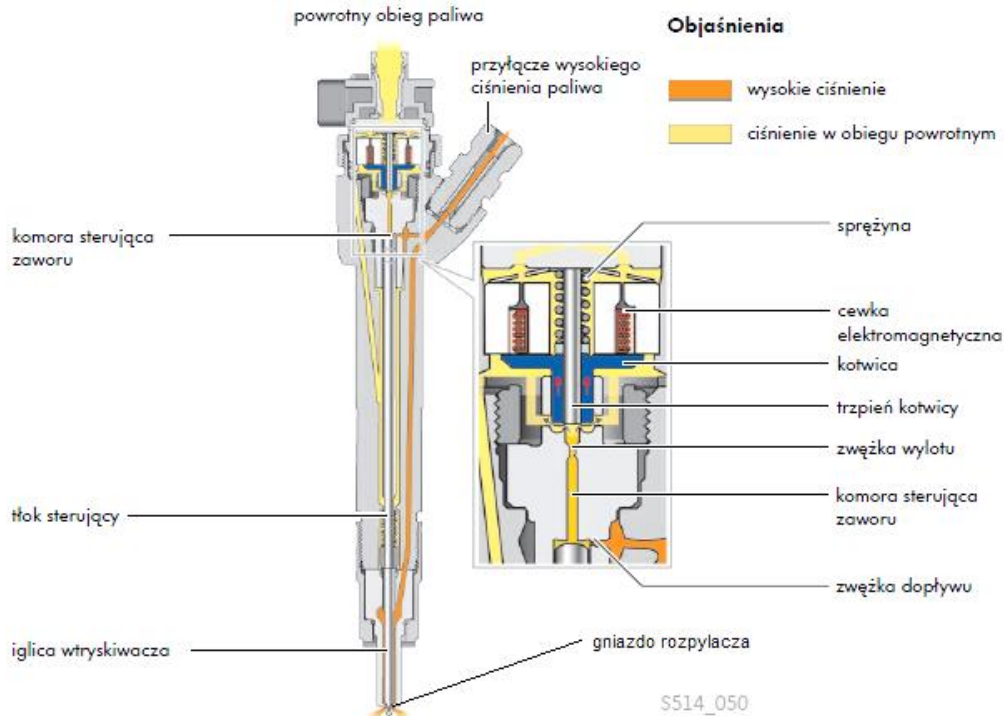 powrotny obieg paliwa
Objaśnienia
przyłącze wysokiego
ciśnienia paliwa
wysokie ciśnienie
ciśnienie w obiegu powrotnym
komora sterująca
zaworu
sprężyna
cewka
elektromagnetyczna
kotwica
trzpień kotwicy
zwężka wylotu
komora sterująca
zaworu
zwężka dopływu
tłok sterujący
iglica wtryskiwacza
gniazdo rozpylacza
S514_050